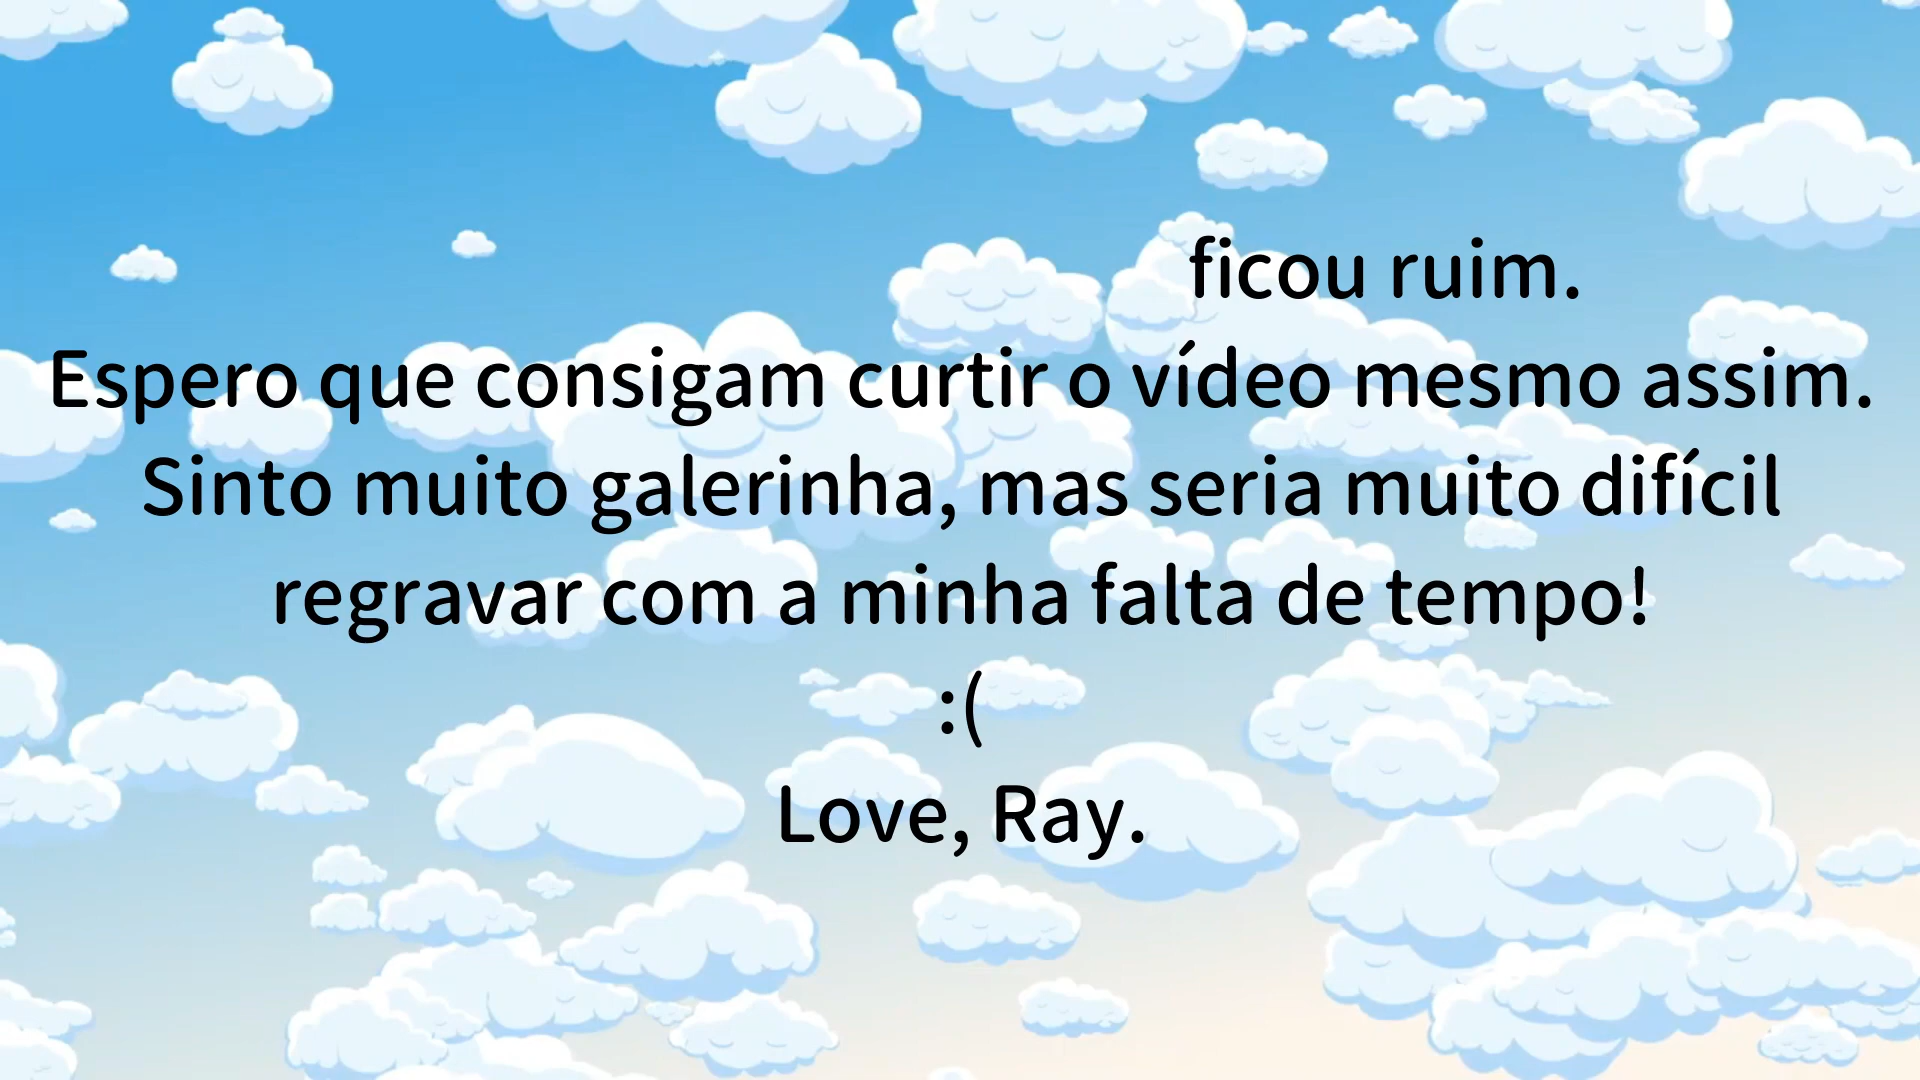 ficou ruim.
Espero que consigam curtir o vídeo mesmo assim.
Sinto muito galerinha, mas seria muito difícil
regravar com a minha falta de tempo!
:(
Love, Ray.